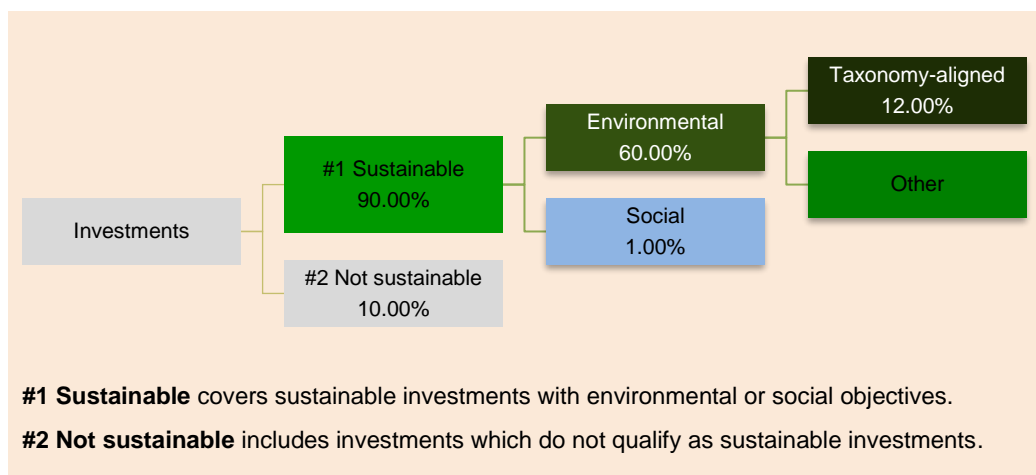 Investments
#1 Sustainable
90.00%
#2 Not sustainable
10.00%
Environmental
60.00%
Social
1.00%
Taxonomy-aligned
12.00%
Other
#1 Sustainable covers sustainable investments with environmental or social objectives.
#2 Not sustainable includes investments which do not qualify as sustainable investments.